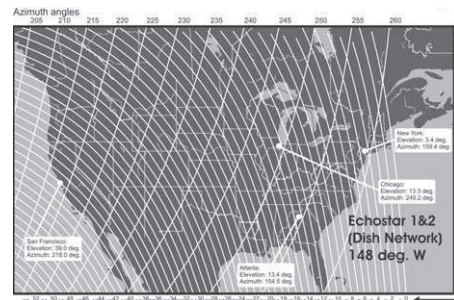 Azimuth angles
205 210 215 220 225 230 235 240 245 250 255 260
New York:
Elevation: 3.4 deg.
Azimuth: 159.4 deg.
Chicago:
Elevation: 13.3 deg.
Azimuth: 249.2 deg.
Echostar 1&2
(Dish Network)
148 deg. W
San Francisco:
Elevation: 39.0 deg.
Azimuth: 218.0 deg.
Atlanta:
Elevation: 13.4 deg.
Azimuth: 154.5 deg.